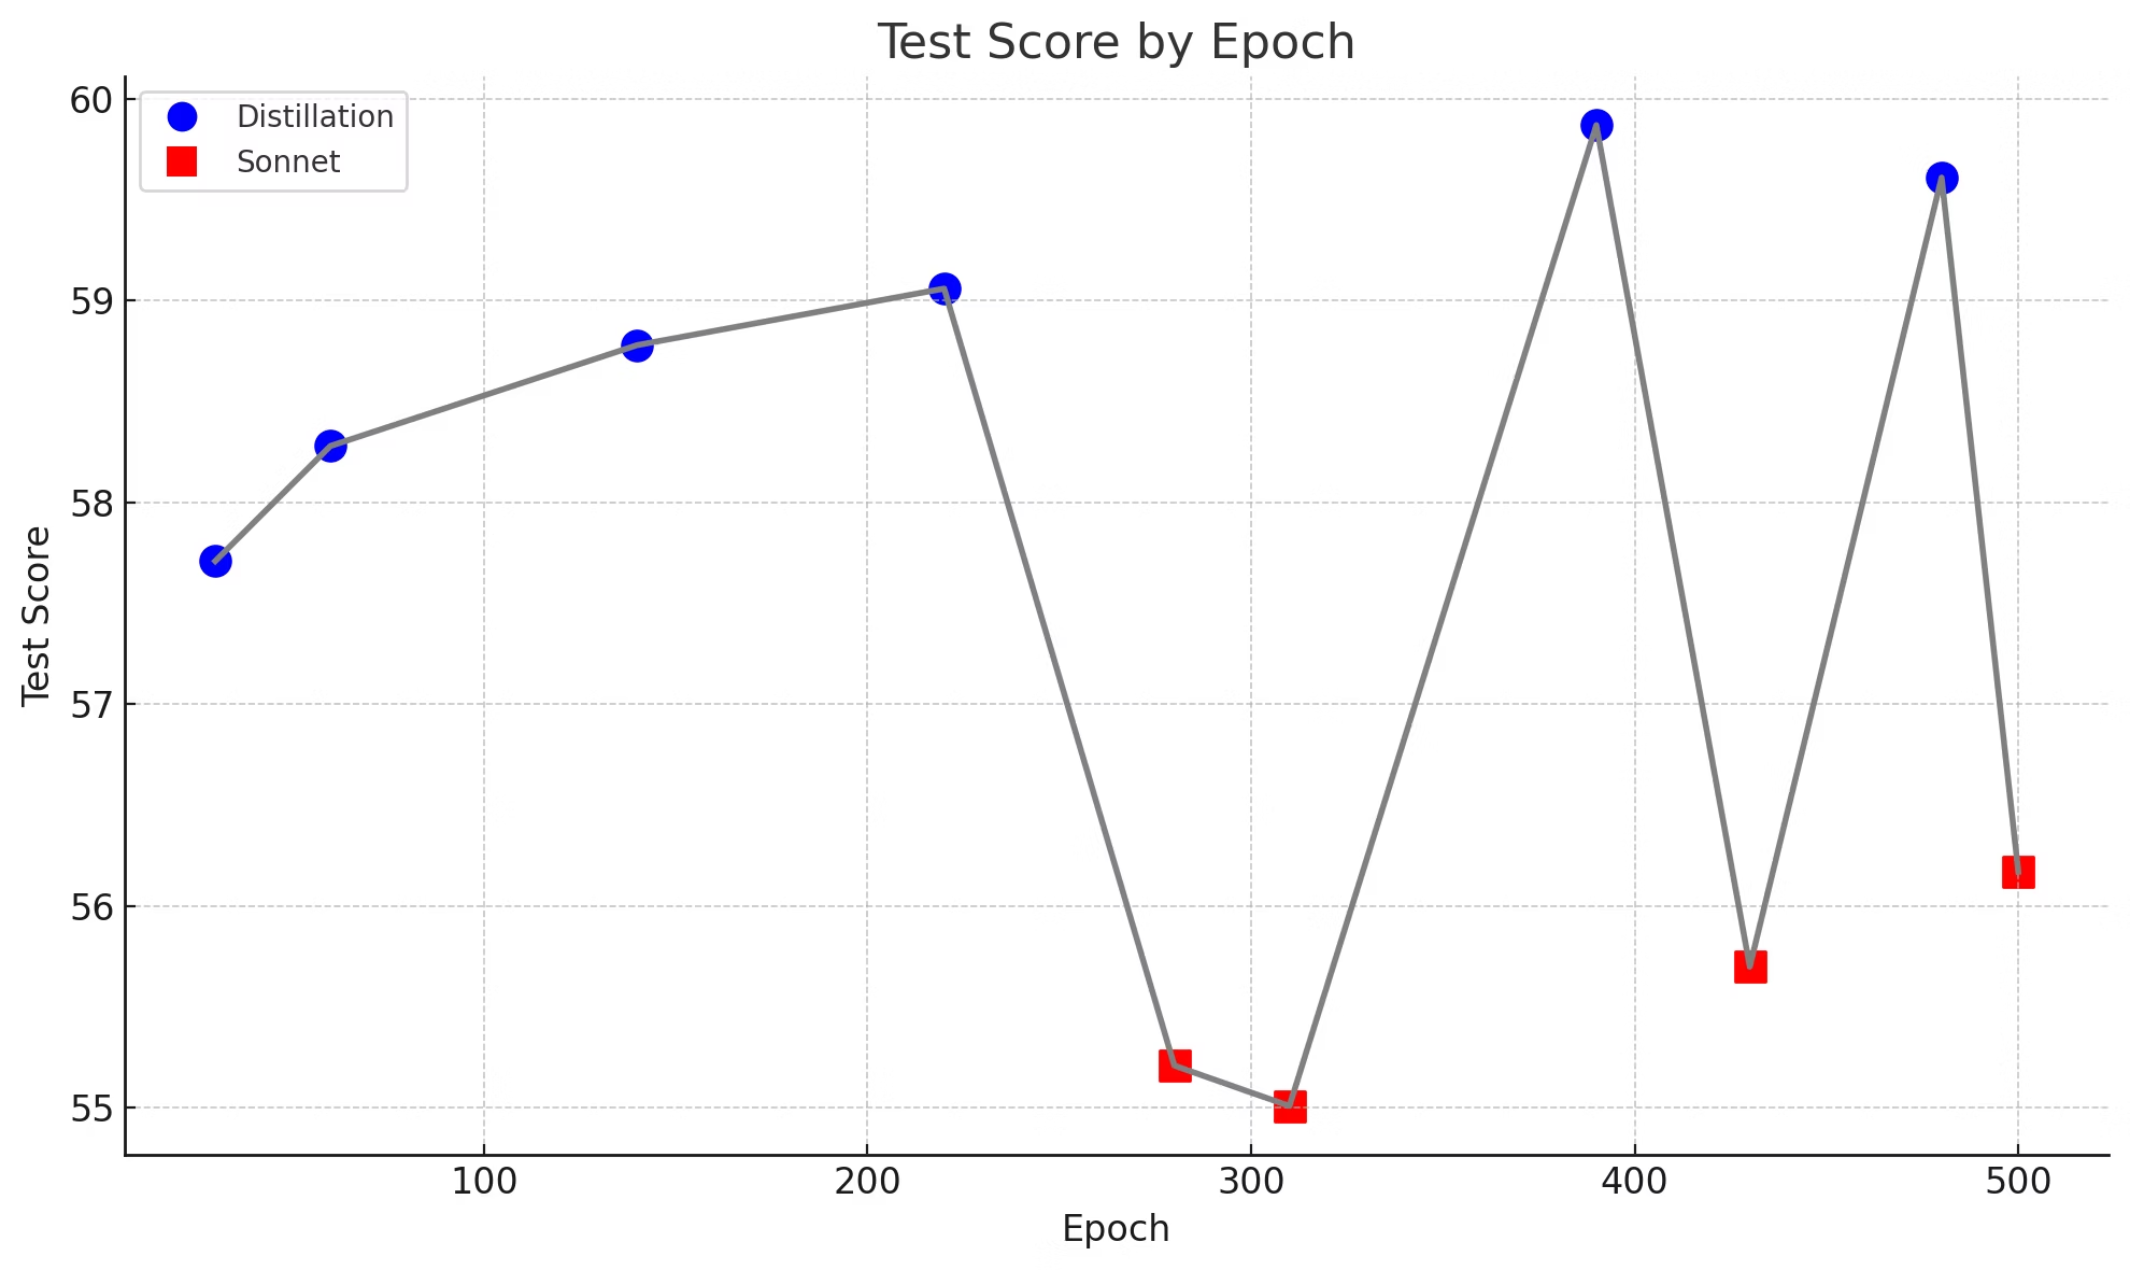 Test Score by Epoch
Distillation
Sonnet
Test Score
60
59
58
57
56
55
100 200 300 400 500
Epoch